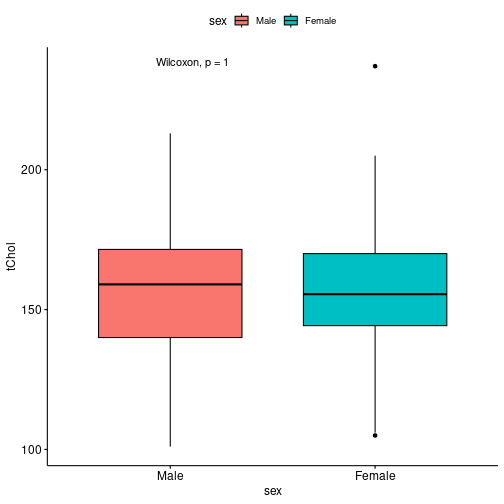 sex Male Female
Wilcoxon, p = 1
tChol
200
150
100
Male Female
sex